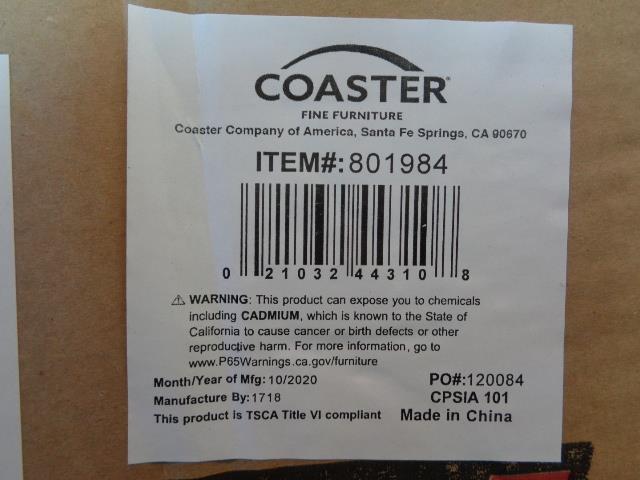 COASTER®
FINE FURNITURE
Coaster Company of America, Santa Fe Springs, CA 90670
ITEM#: 801984
0 21032 44310 8
⚠ WARNING: This product can expose you to chemicals
including CADMIUM, which is known to the State of
California to cause cancer or birth defects or other
reproductive harm. For more information, go to
www.P65Warnings.ca.gov/furniture
Month/Year of Mfg: 10/2020
PO#:120084
Manufacture By: 1718
CPSIA 101
This product is TSCA Title VI compliant
Made in China